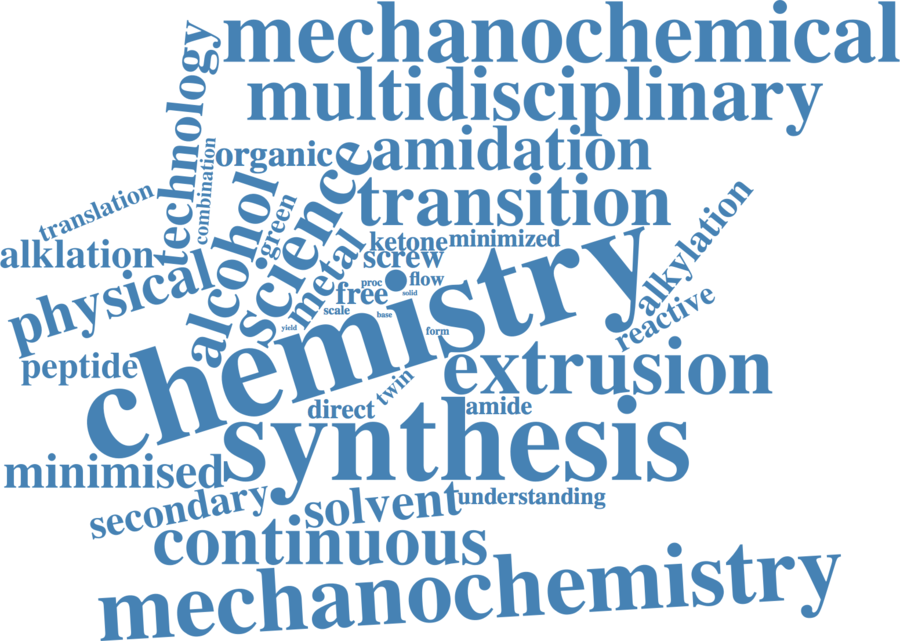 mechanochemical
multidisciplinary
technology
combination
organic
science
amidation
transition
translation
alklation
alcohol
green
metal
ketone
minimized
screw
alkylation
physical
proc
flow
free
solid
scale
base
yield
form
reactive
chemistry
peptide
extrusion
twin
direct
amide
synthesis
minimised
secondary
solvent
understanding
continuous
mechanochemistry